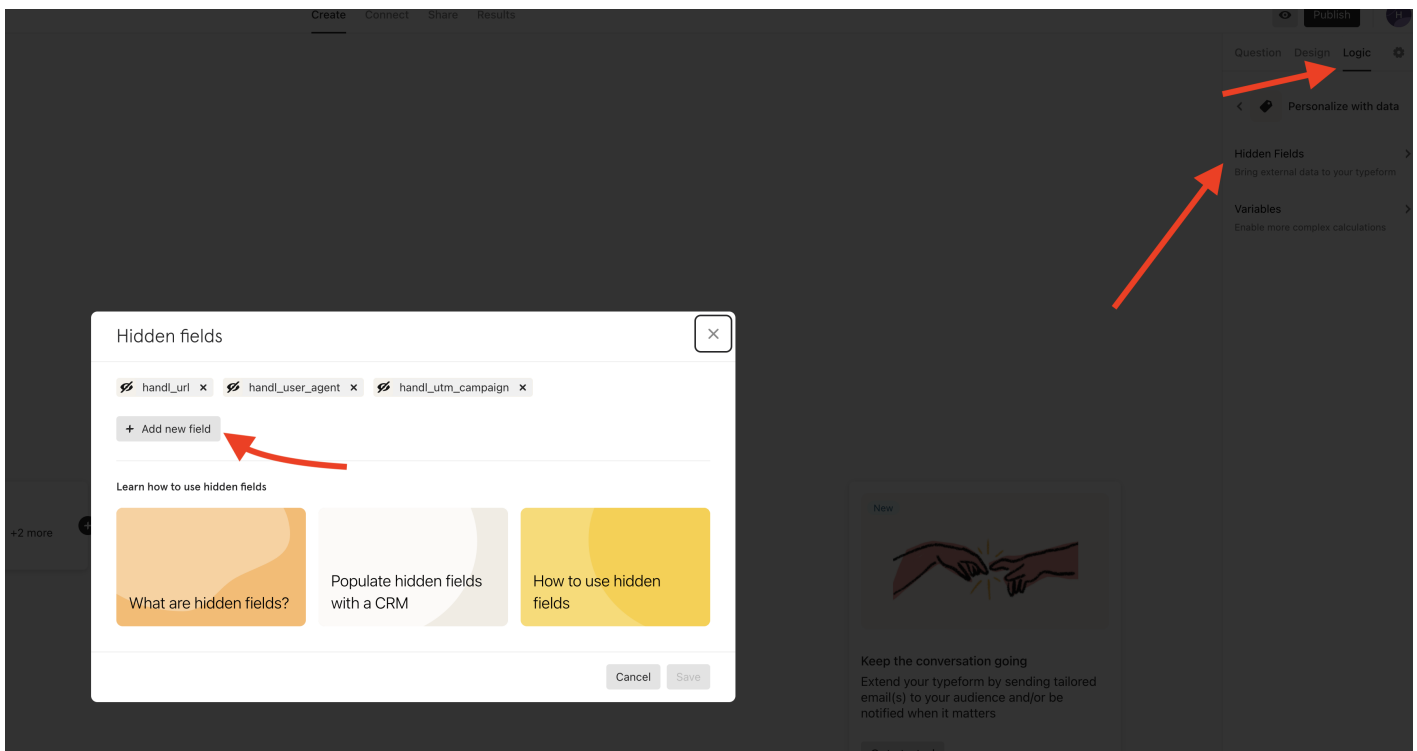 Create Connect Share Results
Publish H
Question Design Logic
Personalize with data
Hidden Fields
Bring external data to your typeform
Variables
Enable more complex calculations
Hidden fields
handl_url
handl_user_agent
handl_utm_campaign
+ Add new field
Learn how to use hidden fields
What are hidden fields?
Populate hidden fields
with a CRM
How to use hidden
fields
Cancel Save
+2 more
New
Keep the conversation going
Extend your typeform by sending tailored
email(s) to your audience and/or be
notified when it matters